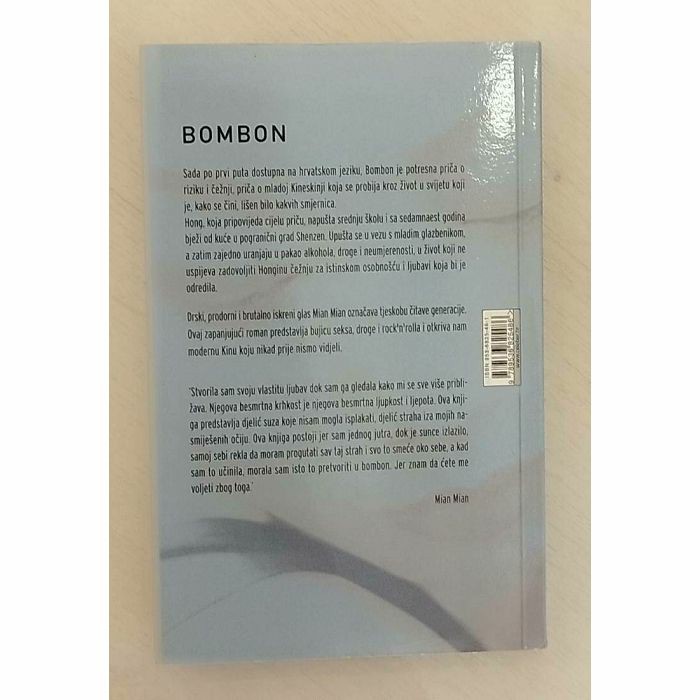 BOMBON
Sada po prvi puta dostupna na hrvatskom jeziku, Bombon je potresna priča o
riziku i čežnji, priča o mladoj Kineskinji koja se probija kroz život u svijetu koji
je, kako se čini, lišen bilo kakvih smjernica.
Hong, koja pripovijeda cijelu priču, napušta srednju školu i sa sedamnaest godina
bježi od kuće u pogranični grad Shenzen. Upušta se u vezu s mladim glazbenikom,
a zatim zajedno uranjaju u pakao alkohola, droge i neumjerenosti, u život koji ne
uspijeva zadovoljiti Honginu čežnju za istinskom osobnošću i ljubavi koja bi je
odredila.
Drski, prodorni i brutalno iskreni glas Mian Mian označava tjeskobu čitave generacije.
Ovaj zapanjujući roman predstavlja bujicu seksa, droge i rock'n'rolla i otkriva nam
modernu Kinu koju nikad prije nismo vidjeli.
'Stvorila sam svoju vlastitu ljubav dok sam ga gledala kako mi se sve više pribli-
žava. Njegova besmrtna krhkost je njegova besmrtna ljupkost i ljepota. Ova knji-
ga predstavlja djelić suza koje nisam mogla isplakati, djelić straha iza mojih na-
smiješenih očiju. Ova knjiga postoji jer sam jednog jutra, dok je sunce izlazilo,
samoj sebi rekla da moram progutati sav taj strah i svo to smeće oko sebe, a kad
sam to učinila, morala sam isto to pretvoriti u bombon. Jer znam da ćete me
voljeti zbog toga.'
Mian Mian